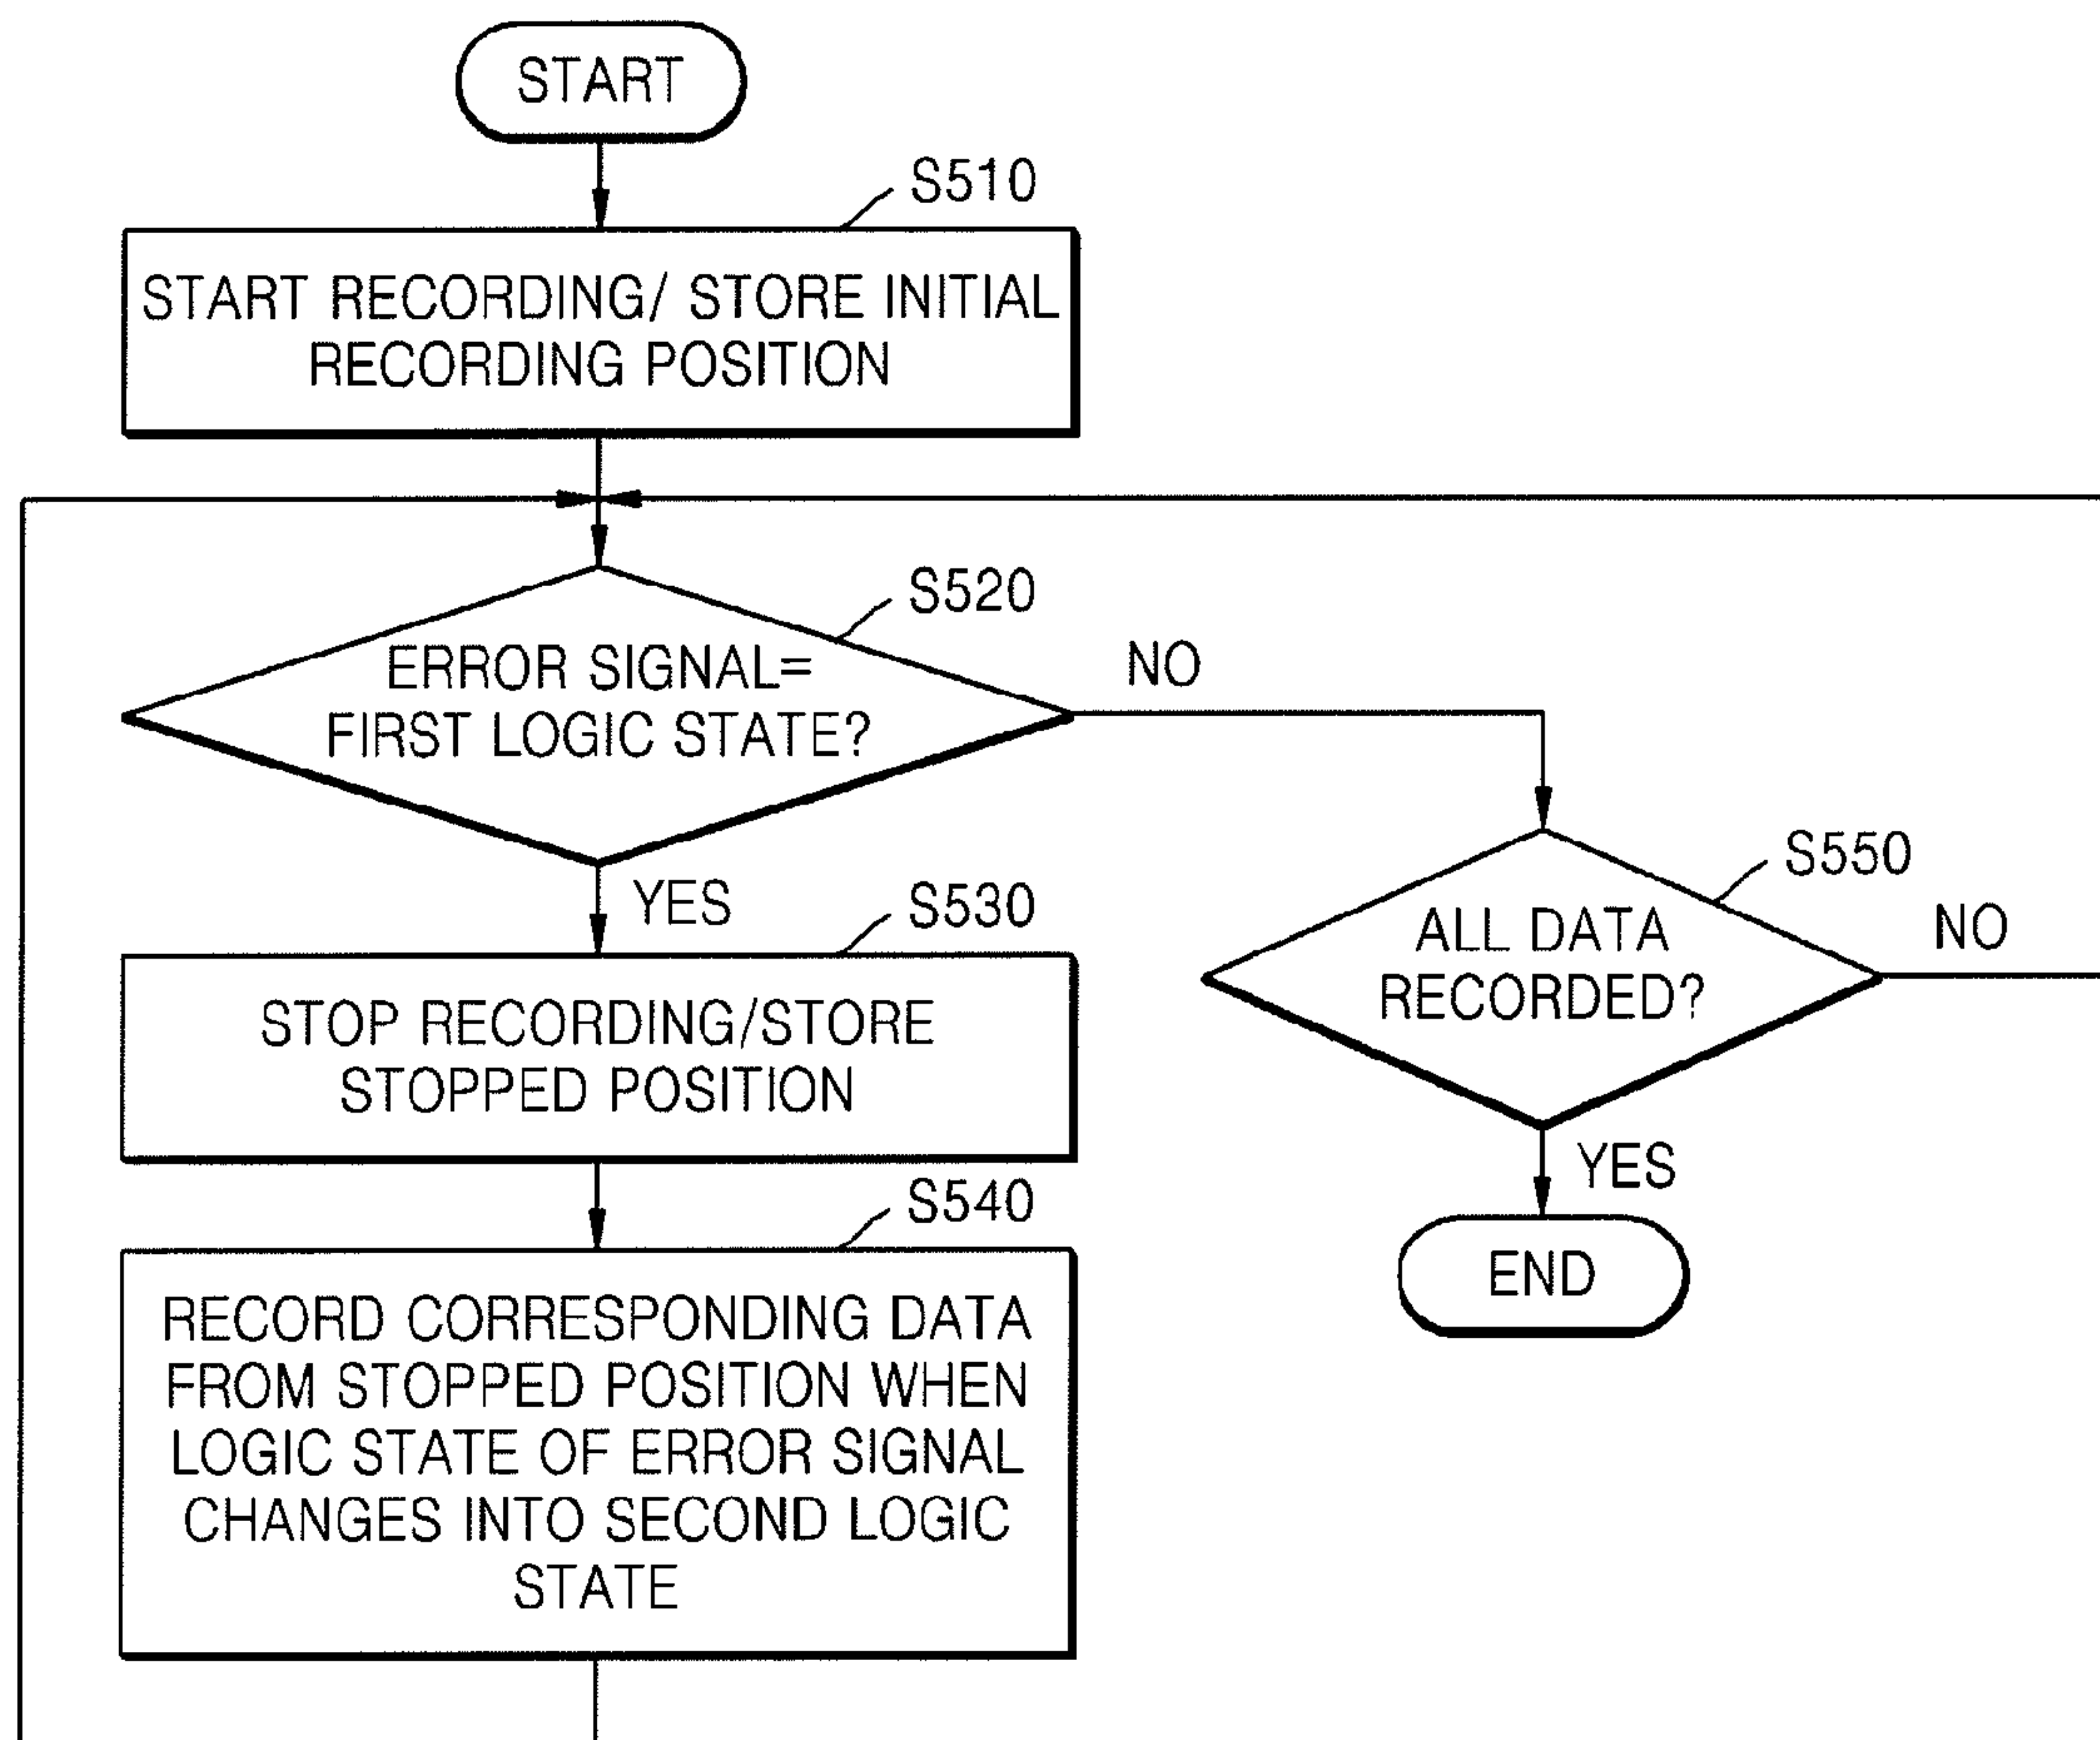 START
S510
START RECORDING/ STORE INITIAL
RECORDING POSITION
S520
ERROR SIGNAL=
FIRST LOGIC STATE?
NO
YES
S530
STOP RECORDING/STORE
STOPPED POSITION
S540
RECORD CORRESPONDING DATA
FROM STOPPED POSITION WHEN
LOGIC STATE OF ERROR SIGNAL
CHANGES INTO SECOND LOGIC
STATE
S550
ALL DATA
RECORDED?
NO
YES
END